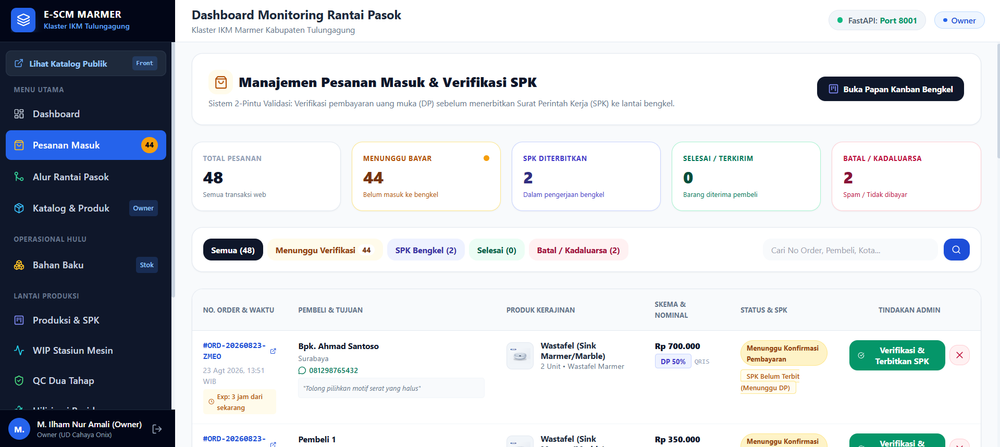 E-SCM MARMER
Klaster IKM Tulungagung
Lihat Katalog Publik Front
MENU UTAMA
Dashboard
Pesanan Masuk 44
Alur Rantai Pasok
Katalog & Produk Owner
OPERASIONAL HULU
Bahan Baku Stok
LANTAI PRODUKSI
Produksi & SPK
WIP Stasiun Mesin
QC Dua Tahap
M. M. Ilham Nur Amali (Owner)
Owner (UD Cahaya Onix)
Dashboard Monitoring Rantai Pasok
Klaster IKM Marmer Kabupaten Tulungagung
FastAPI: Port 8001
Owner
Manajemen Pesanan Masuk & Verifikasi SPK
Sistem 2-Pintu Validasi: Verifikasi pembayaran uang muka (DP) sebelum menerbitkan Surat Perintah Kerja (SPK) ke lantai bengkel.
Buka Papan Kanban Bengkel
TOTAL PESANAN
48
Semua transaksi web
MENUNGGU BAYAR
44
Belum masuk ke bengkel
SPK DITERBITKAN
2
Dalam pengerjaan bengkel
SELESAI / TERKIRIM
0
Barang diterima pembeli
BATAL / KADALUARSA
2
Spam / Tidak dibayar
Semua (48) Menunggu Verifikasi 44 SPK Bengkel (2) Selesai (0) Batal / Kadaluarsa (2)
Cari No Order, Pembeli, Kota...
NO. ORDER & WAKTU
PEMBELI & TUJUAN
PRODUK KERAJINAN
SKEMA &
NOMINAL
STATUS & SPK
TINDAKAN ADMIN
#ORD-20260823-
ZMEO
23 Agt 2026, 13:51
WIB
Exp: 3 jam dari
sekarang
Bpk. Ahmad Santoso
Surabaya
081298765432
"Tolong pilihkan motif serat yang halus"
Wastafel (Sink
Marmer/Marble)
2 Unit • Wastafel Marmer
Rp 700.000
DP 50% QRIS
Menunggu Konfirmasi
Pembayaran
SPK Belum Terbit
(Menunggu DP)
Verifikasi &
Terbitkan SPK
#ORD-20260823-
Pembeli 1
Wastafel (Sink
Rp 350.000
Menunggu Konfirmasi
Verifikasi &